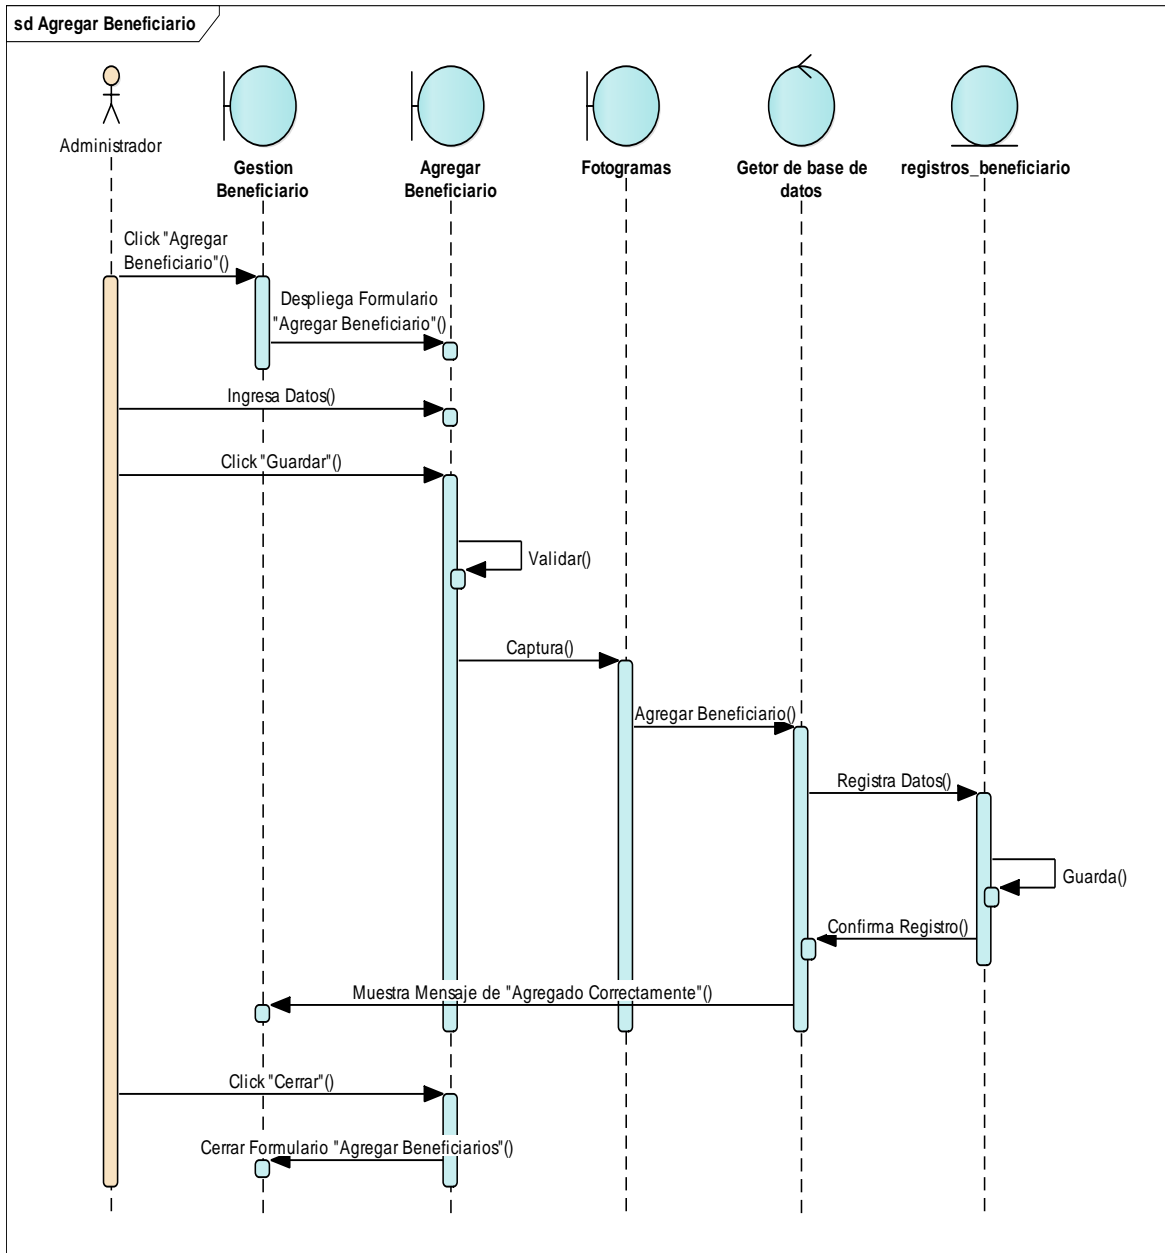 sd Agregar Beneficiario
Administrador
Gestion
Beneficiario
Agregar
Beneficiario
Fotogramas
Getor de base de
datos
registros_beneficiario
Click "Agregar
Beneficiario"()
Despliega Formulario
"Agregar Beneficiario"()
Ingresa Datos()
Click "Guardar"()
Validar()
Captura()
Agregar Beneficiario()
Registra Datos()
Guarda()
Confirma Registro()
Muestra Mensaje de "Agregado Correctamente"()
Click "Cerrar"()
Cerrar Formulario "Agregar Beneficiarios"()